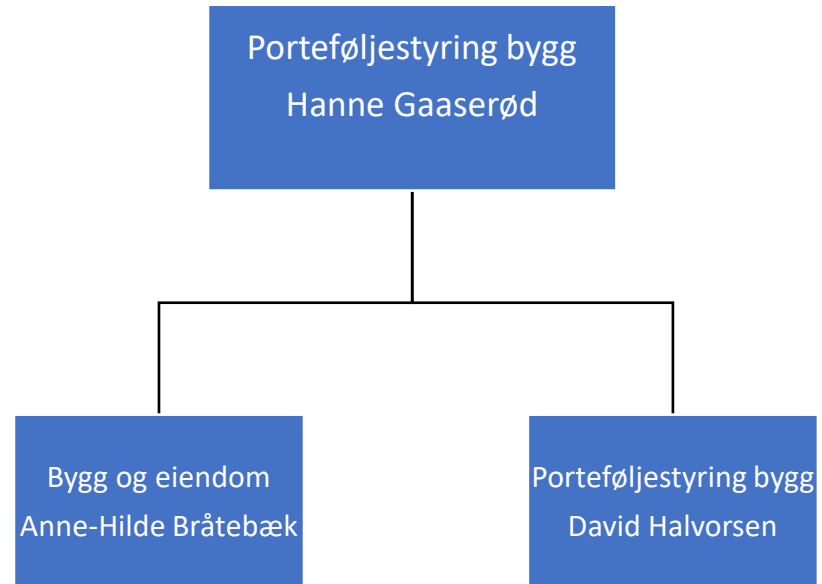 Porteføljestyring bygg
Hanne Gaaserød
Bygg og eiendom
Anne-Hilde Bråtebæk
Porteføljestyring bygg
David Halvorsen